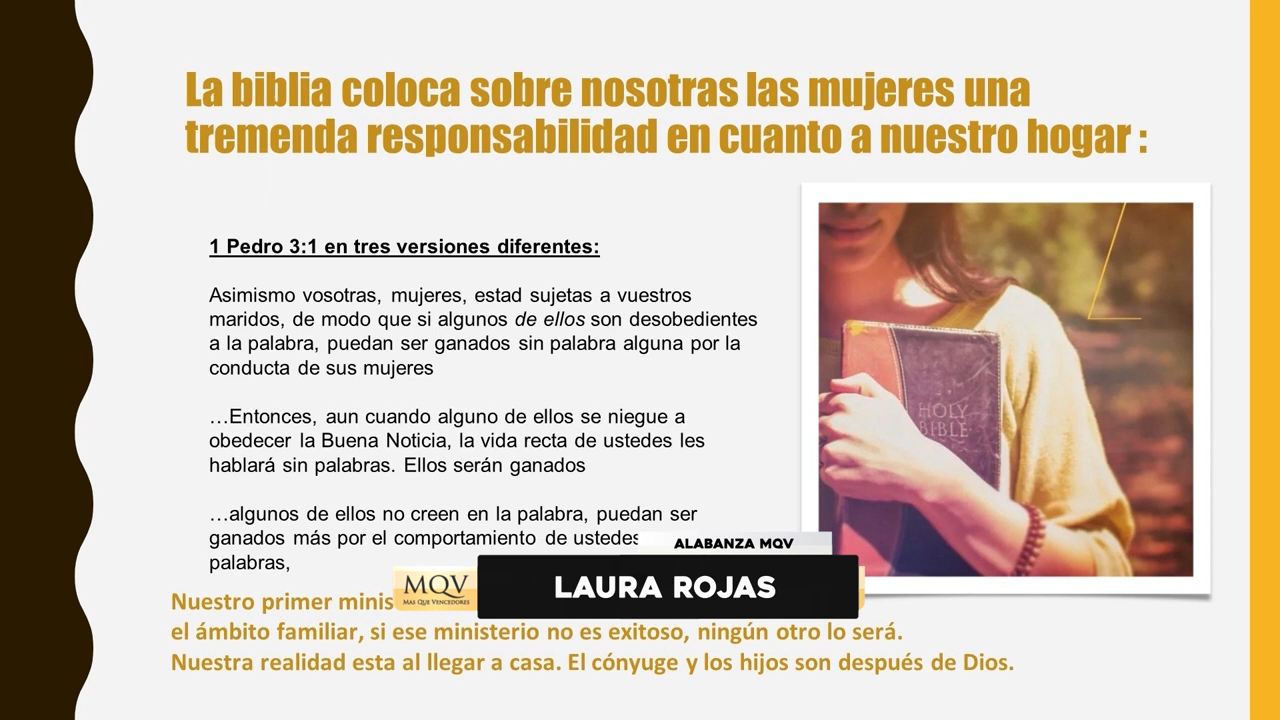 La biblia coloca sobre nosotras las mujeres una
tremenda responsabilidad en cuanto a nuestro hogar :
1 Pedro 3:1 en tres versiones diferentes:
Asimismo vosotras, mujeres, estad sujetas a vuestros
maridos, de modo que si algunos de ellos son desobedientes
a la palabra, puedan ser ganados sin palabra alguna por la
conducta de sus mujeres
…Entonces, aun cuando alguno de ellos se niegue a
obedecer la Buena Noticia, la vida recta de ustedes les
hablará sin palabras. Ellos serán ganados
…algunos de ellos no creen en la palabra, puedan ser
ganados más por el comportamiento de ustedes
palabras,
HOLY
BIBLE
ALABANZA MQV
MQV
MAS QUE VENCEDORES
LAURA ROJAS
Nuestro primer minis
el ámbito familiar, si ese ministerio no es exitoso, ningún otro lo será.
Nuestra realidad esta al llegar a casa. El cónyuge y los hijos son después de Dios.